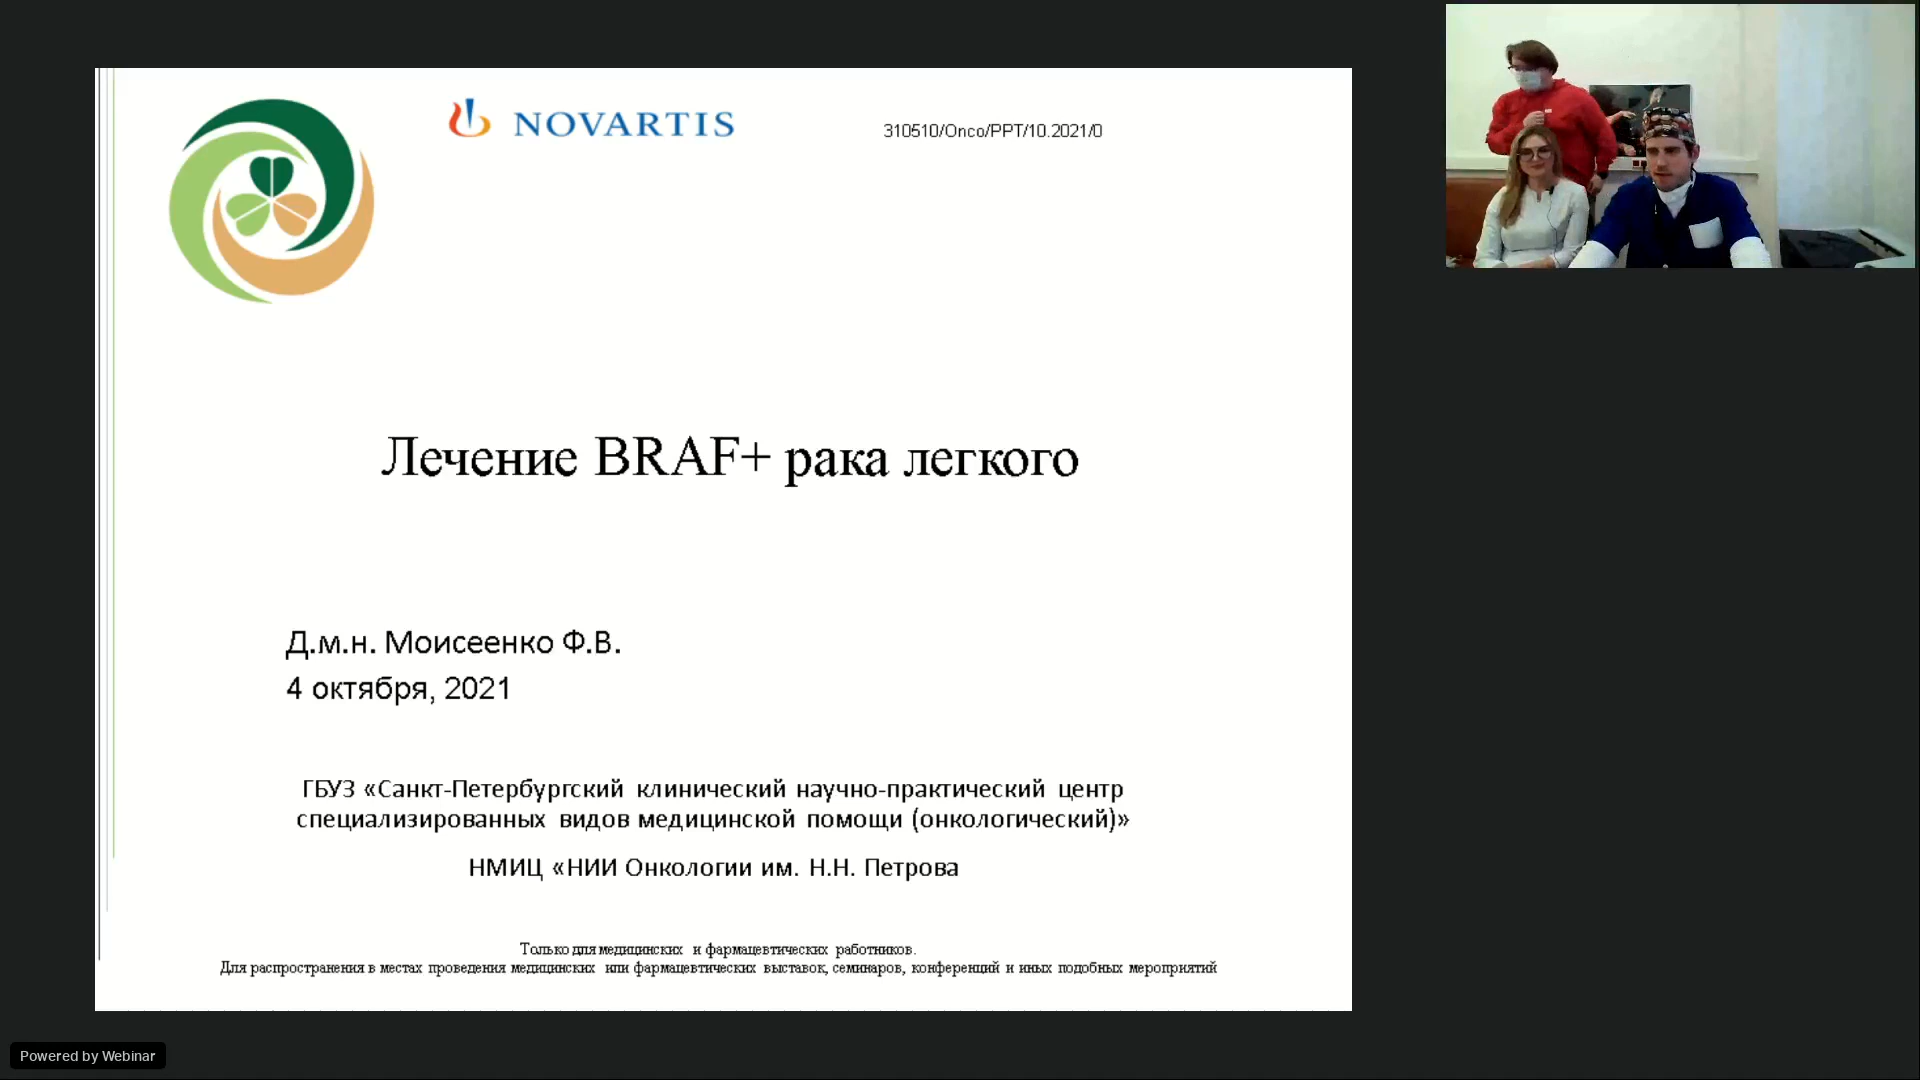 NOVARTIS
310510/Onco/PPT/10.2021/0
Лечение BRAF+ рака легкого
Д.м.н. Моисеенко Ф.В.
4 октября, 2021
ГБУЗ «Санкт-Петербургский клинический научно-практический центр
специализированных видов медицинской помощи (онкологический)»
НМИЦ «НИИ Онкологии им. Н.Н. Петрова
Только для медицинских и фармацевтических работников.
Для распространения в местах проведения медицинских или фармацевтических выставок, семинаров, конференций и иных подобных мероприятий
Powered by Webinar